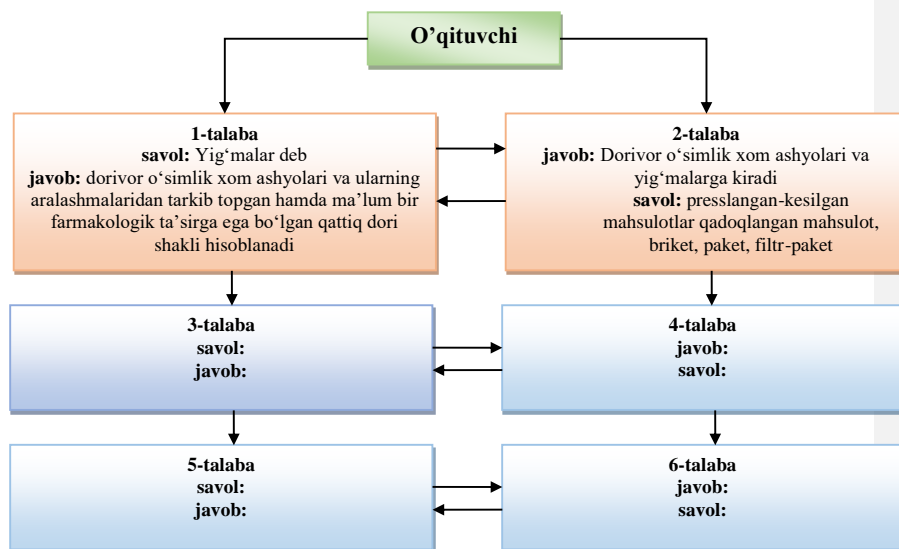 O’qituvchi
1-talaba
savol: Yig‘malar deb
javob: dorivor o‘simlik xom ashyolari va ularning
aralashmalaridan tarkib topgan hamda ma’lum bir
farmakologik ta’sirga ega bo‘lgan qattiq dori
shakli hisoblanadi
2-talaba
javob: Dorivor o‘simlik xom ashyolari va
yig‘malarga kiradi
savol: presslangan-kesilgan
mahsulotlar qadoqlangan mahsulot,
briket, paket, filtr-paket
3-talaba
savol:
javob:
4-talaba
javob:
savol:
5-talaba
savol:
javob:
6-talaba
javob:
savol: